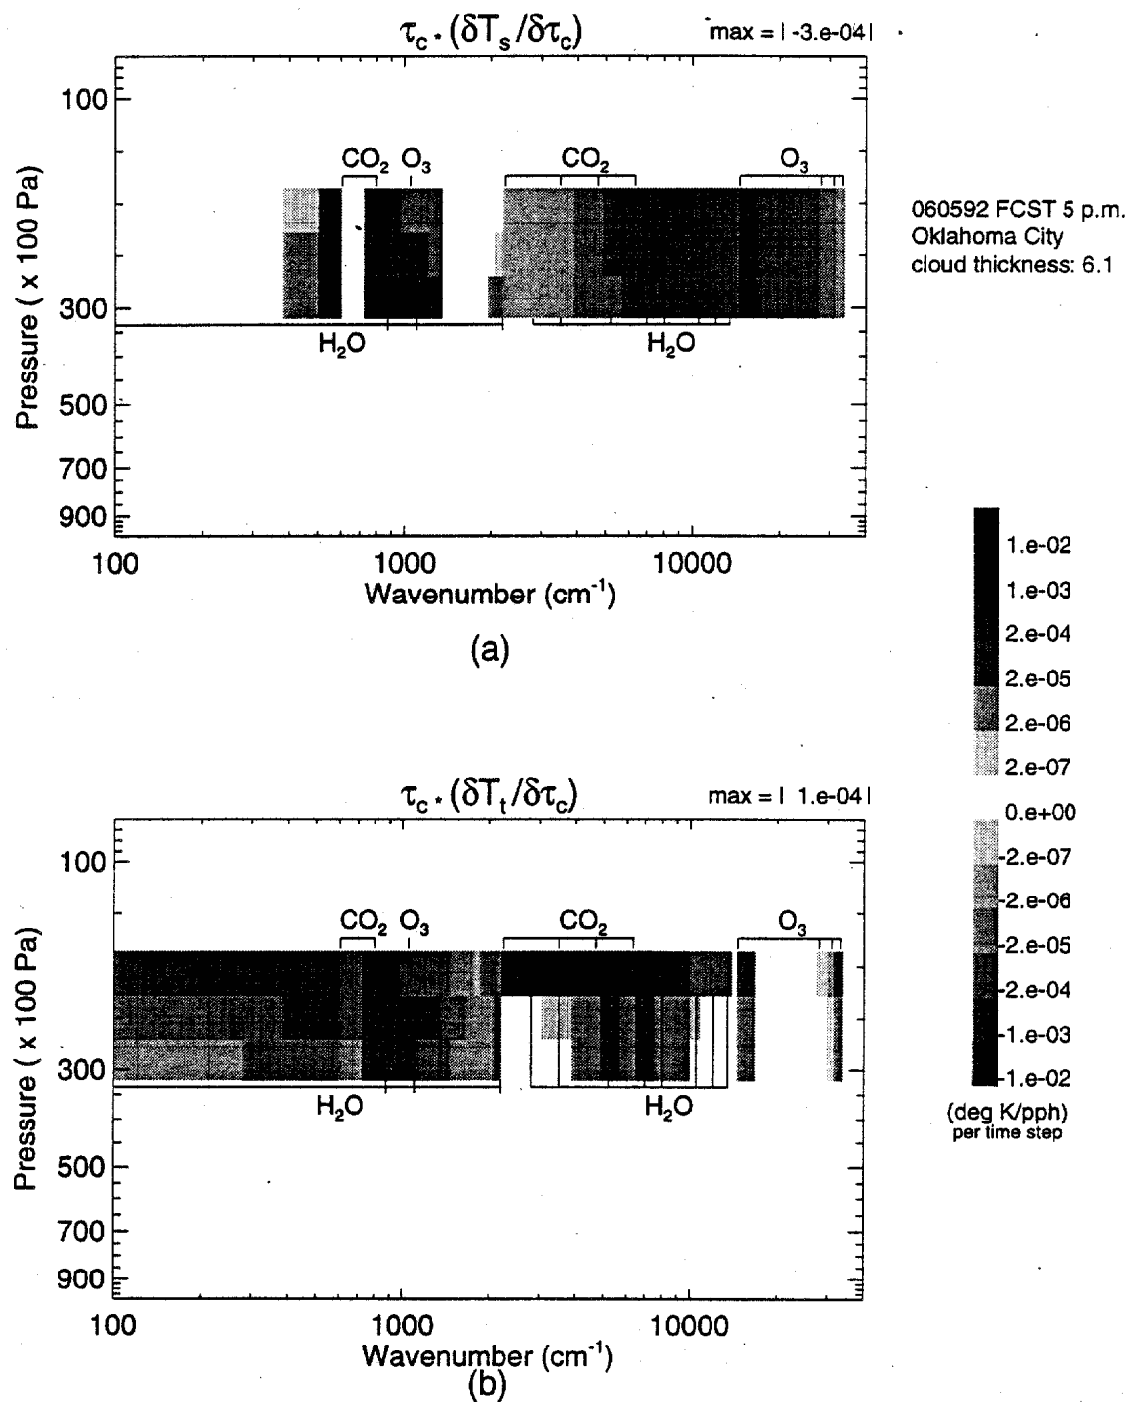 τc * (δTs/δτc)
max = | -3.e-04|
100
300
500
700
900
Pressure ( x 100 Pa)
CO2
O3
CO2
O3
H2O
H2O
100
1000
10000
Wavenumber (cm-1)
(a)
060592 FCST 5 p.m.
Oklahoma City
cloud thickness: 6.1
1.e-02
1.e-03
2.e-04
2.e-05
2.e-06
2.e-07
0.e+00
-2.e-07
-2.e-06
-2.e-05
-2.e-04
-1.e-03
-1.e-02
(deg K/pph)
per time step
τc * (δTt/δτc)
max = | 1.e-04|
100
300
500
700
900
Pressure ( x 100 Pa)
CO2
O3
CO2
O3
H2O
H2O
100
1000
10000
Wavenumber (cm-1)
(b)